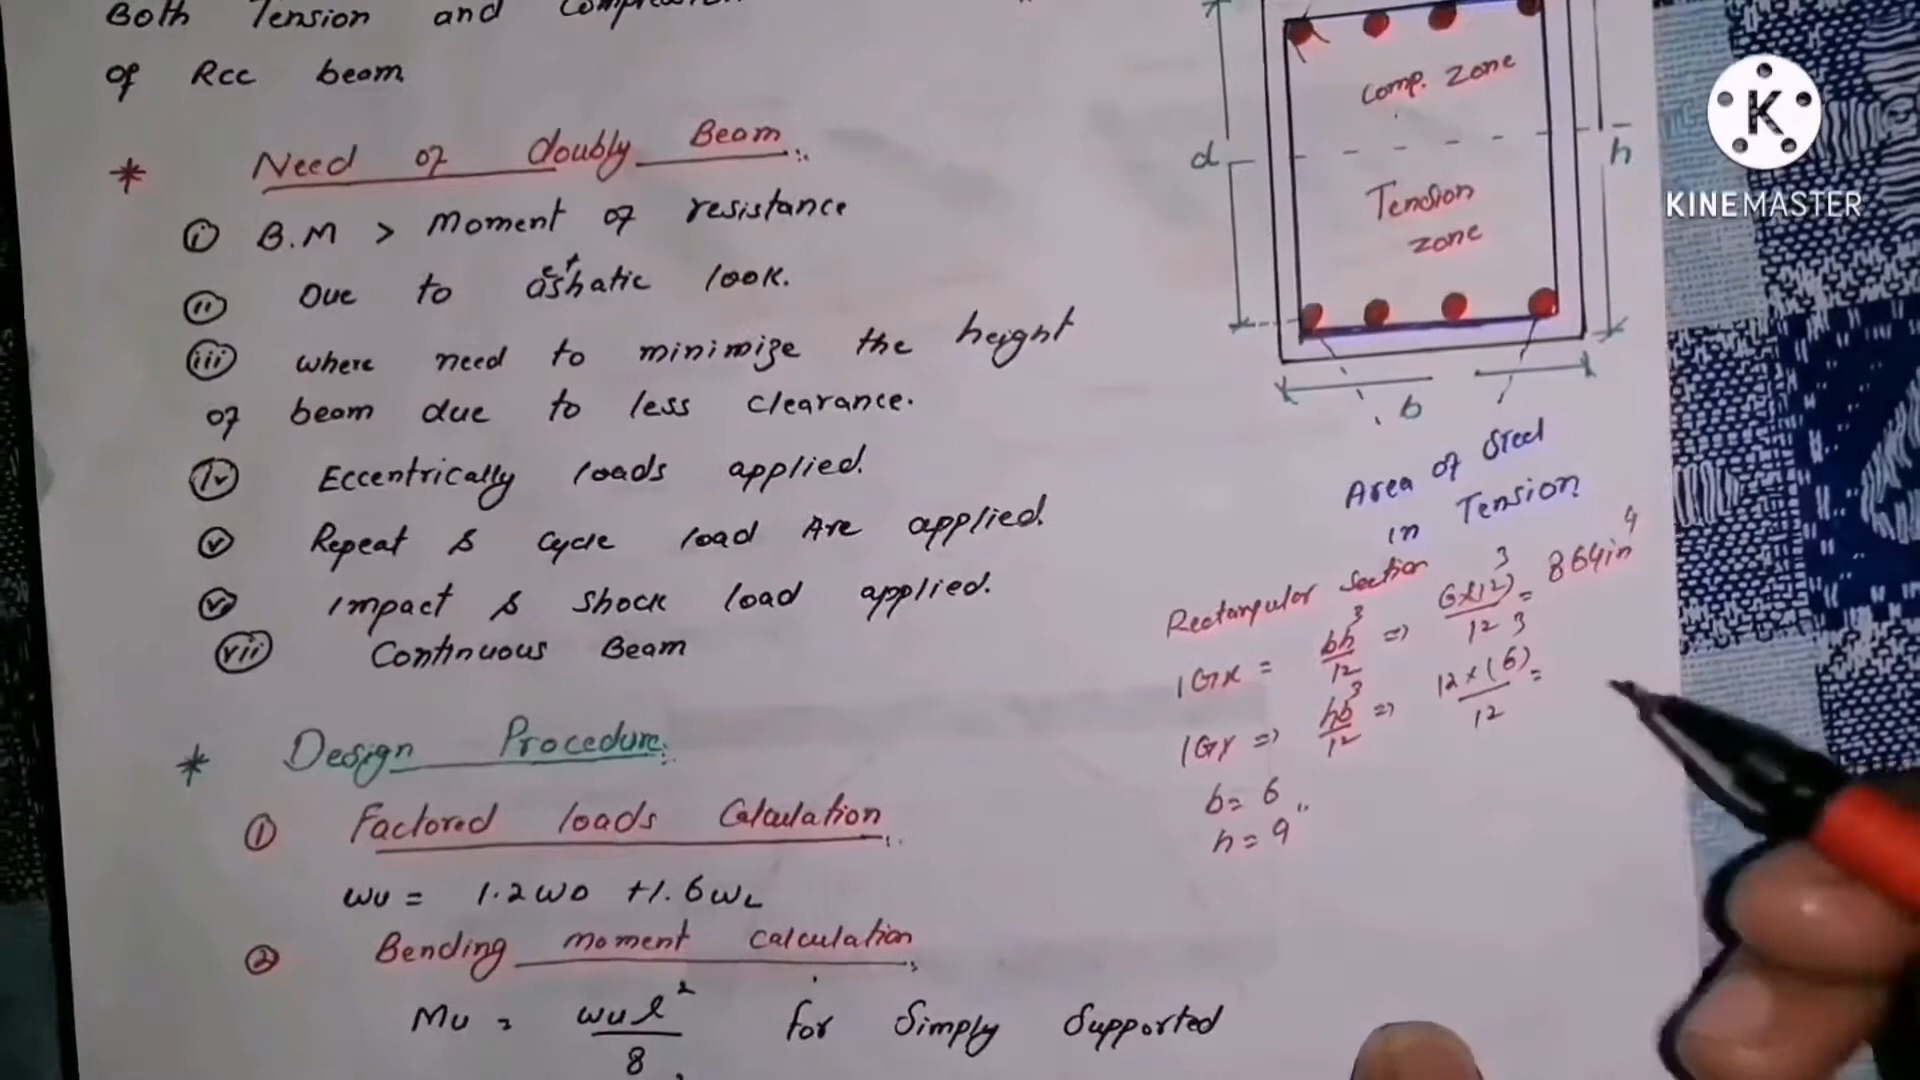 Both Tension and
of Rcc beam
* Need of doubly Beam
(i) B.M > Moment of resistance
(ii) Due to asthatic look.
(iii) where need to minimize the height
of beam due to less clearance.
(iv) Eccentrically loads applied.
(v) Repeat & Cycle load Are applied.
(v) Impact & Shock load applied.
(vii) Continuous Beam
* Design Procedure
(1) Factored loads Calculation
wu = 1.2wD + 1.6wL
(2) Bending moment calculation
Mu = wul²/8 for Simply Supported
Comp. Zone
d
h
Tension
zone
b
Area of Steel
in Tension
Rectangular Section
IGx = bh³/12 => 6x(12)³/12 = 864in⁴
IGy => hb³/12 => 12x(6)³/12 =
b= 6"
h= 9"
K
KINEMASTER